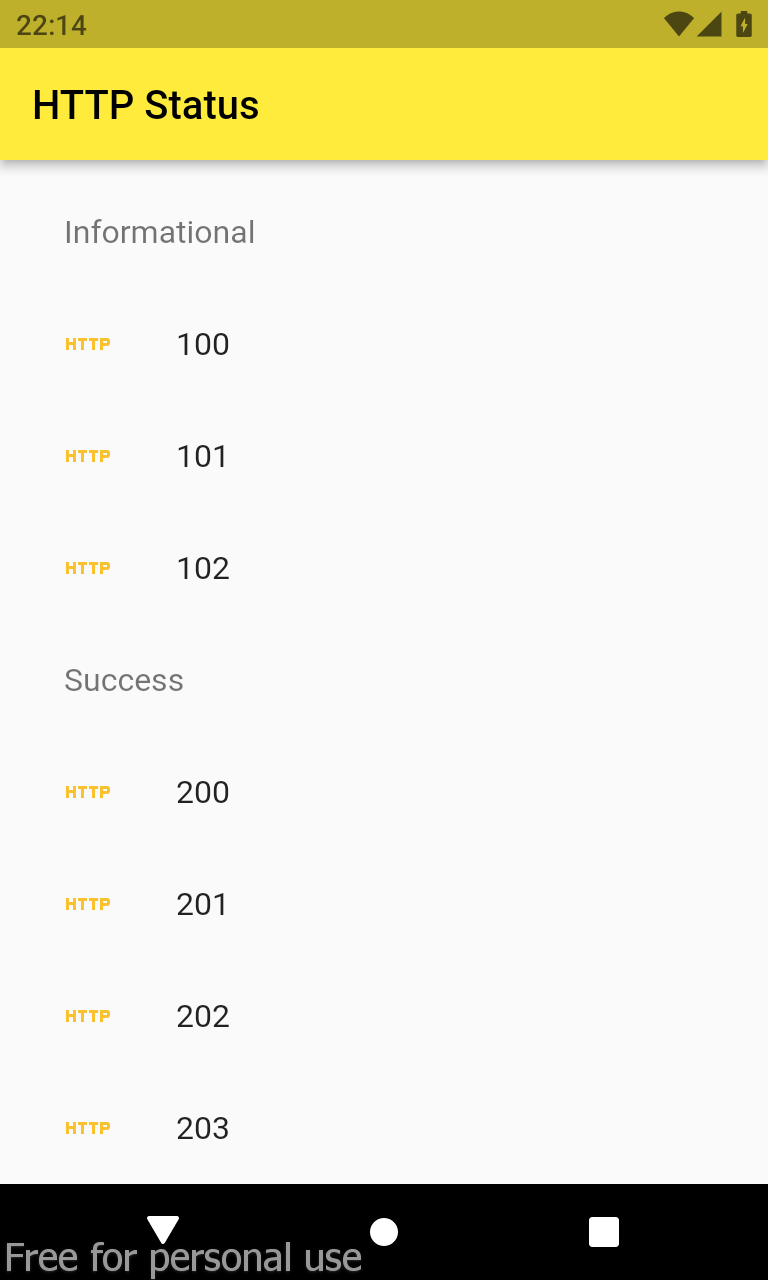 22:14
HTTP Status
Informational
HTTP 100
HTTP 101
HTTP 102
Success
HTTP 200
HTTP 201
HTTP 202
HTTP 203
Free for personal use